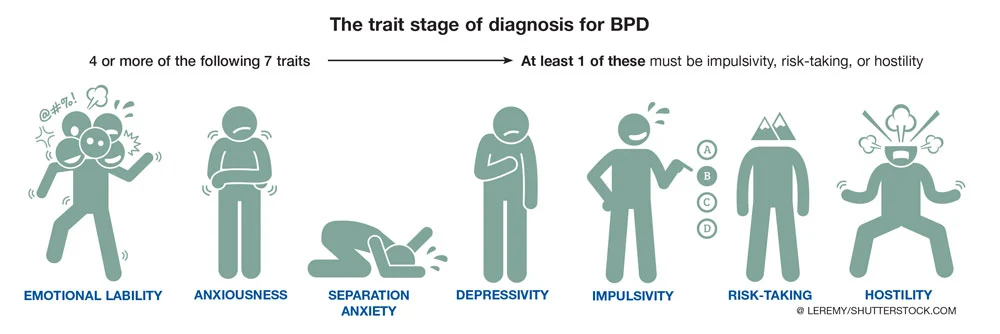 The trait stage of diagnosis for BPD
4 or more of the following 7 traits
At least 1 of these must be impulsivity, risk-taking, or hostility
@#%!
A
B
C
D
EMOTIONAL LABILITY
ANXIOUSNESS
SEPARATION
ANXIETY
DEPRESSIVITY
IMPULSIVITY
RISK-TAKING
HOSTILITY
@ LEREMY/SHUTTERSTOCK.COM